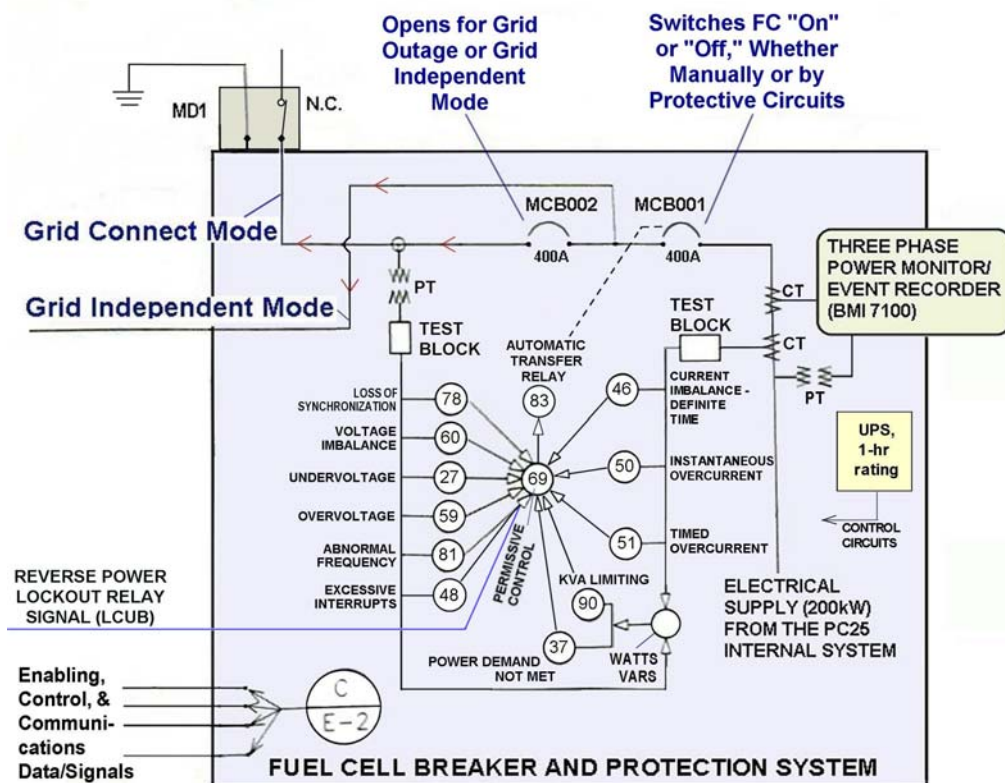 Opens for Grid
Outage or Grid
Independent
Mode
Switches FC "On"
or "Off," Whether
Manually or by
Protective Circuits
MD1
N.C.
Grid Connect Mode
Grid Independent Mode
MCB002
400A
MCB001
400A
THREE PHASE
POWER MONITOR/
EVENT RECORDER
(BMI 7100)
CT
CT
PT
PT
TEST
BLOCK
TEST
BLOCK
AUTOMATIC
TRANSFER
RELAY
83
46
CURRENT
IMBALANCE -
DEFINITE
TIME
UPS,
1-hr
rating
CONTROL
CIRCUITS
LOSS OF
SYNCHRONIZATION
78
VOLTAGE
IMBALANCE
60
UNDERVOLTAGE
27
OVERVOLTAGE
59
ABNORMAL
FREQUENCY
81
EXCESSIVE
INTERRUPTS
48
69
PERMISSIVE
CONTROL
50
INSTANTANEOUS
OVERCURRENT
51
TIMED
OVERCURRENT
KVA LIMITING
90
37
POWER DEMAND
NOT MET
WATTS
VARS
ELECTRICAL
SUPPLY (200kW)
FROM THE PC25
INTERNAL SYSTEM
REVERSE POWER
LOCKOUT RELAY
SIGNAL (LCUB)
Enabling,
Control, &
Communi-
cations
Data/Signals
C
E-2
FUEL CELL BREAKER AND PROTECTION SYSTEM